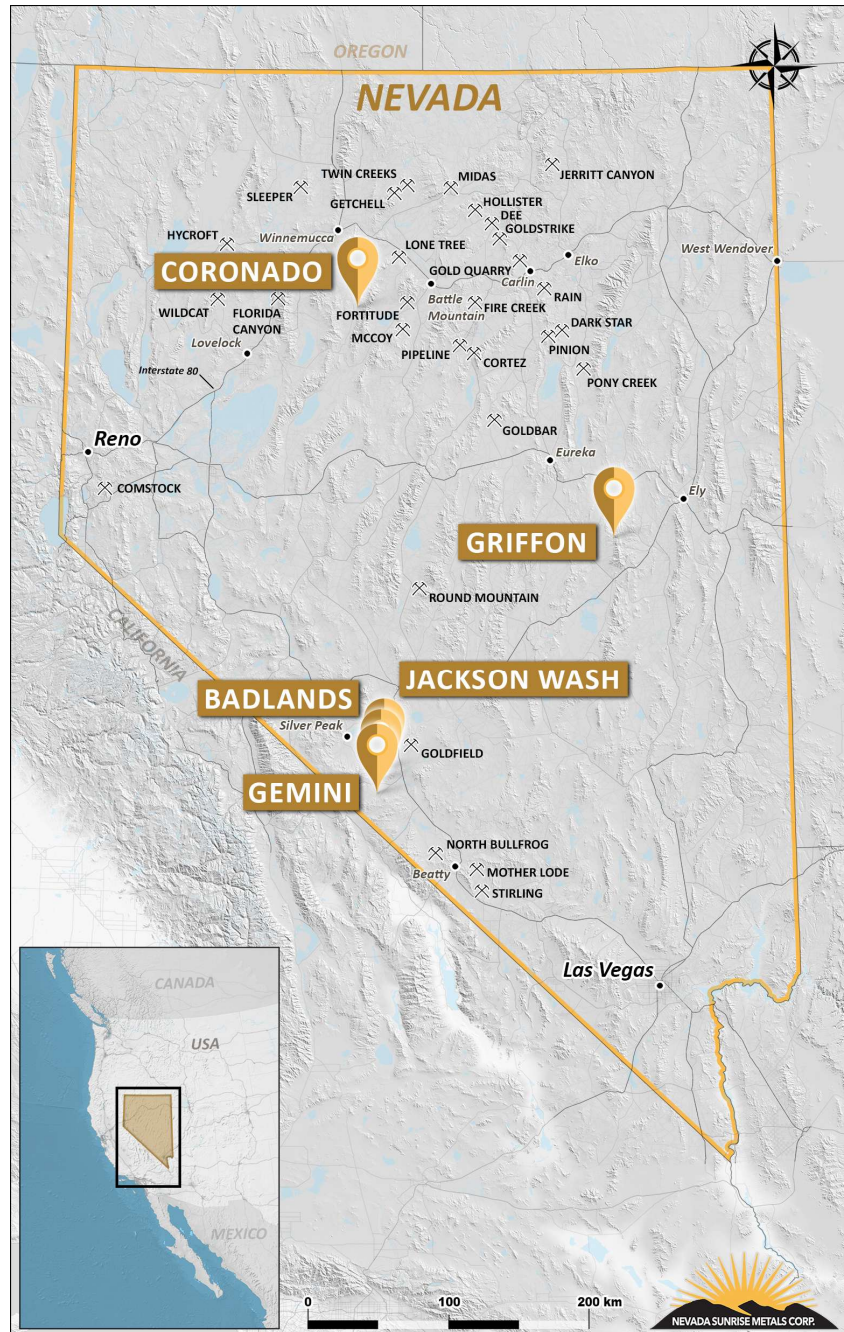 OREGON
NEVADA
TWIN CREEKS
MIDAS
JERRITT CANYON
SLEEPER
GETCHELL
HOLLISTER
DEE
GOLDSTRIKE
HYCROFT
Winnemucca
LONE TREE
West Wendover
CORONADO
GOLD QUARRY
Elko
Carlin
WILDCAT
FLORIDA
CANYON
FORTITUDE
Battle
Mountain
FIRE CREEK
RAIN
Lovelock
MCCOY
DARK STAR
PIPELINE
CORTEZ
PINION
Interstate 80
PONY CREEK
GOLDBAR
Reno
Eureka
COMSTOCK
Ely
GRIFFON
ROUND MOUNTAIN
CALIFORNIA
JACKSON WASH
BADLANDS
Silver Peak
GOLDFIELD
GEMINI
NORTH BULLFROG
Beatty
MOTHER LODE
STIRLING
Las Vegas
CANADA
USA
MEXICO
0 100 200 km
NEVADA SUNRISE METALS CORP.